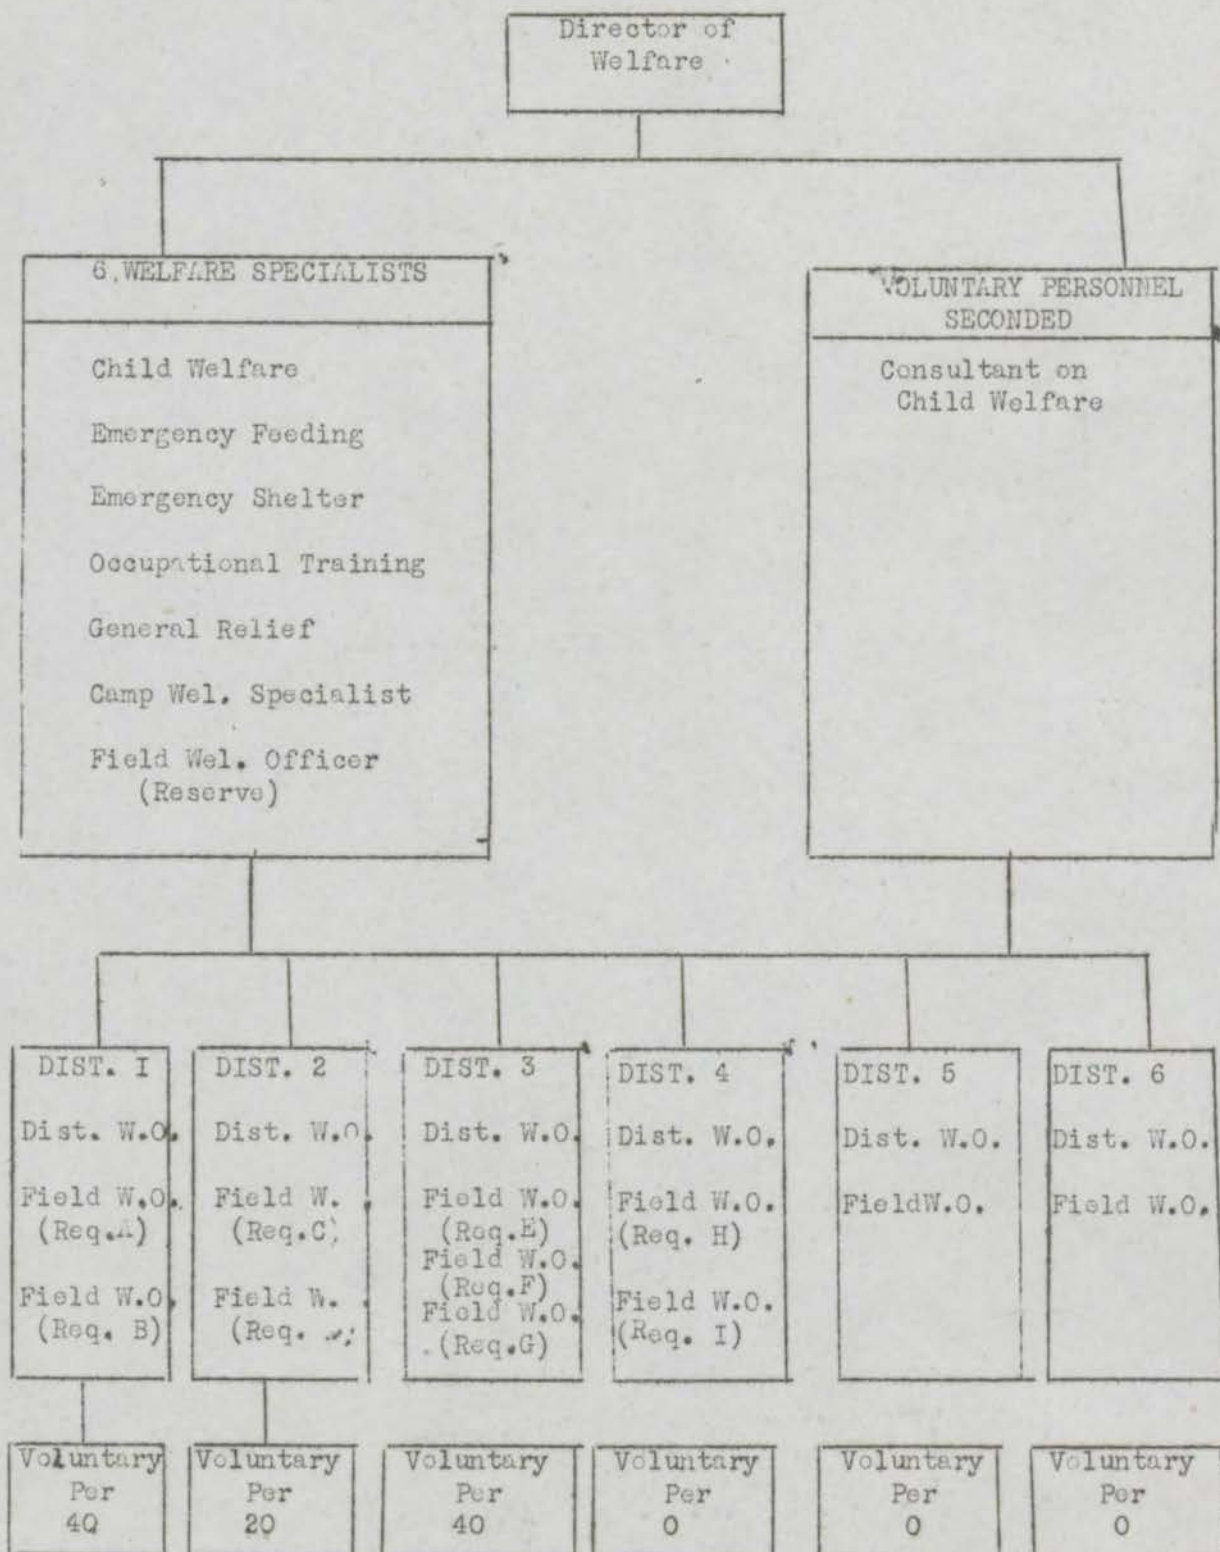 Director of
Welfare
6.WELFARE SPECIALISTS
Child Welfare
Emergency Feeding
Emergency Shelter
Occupational Training
General Relief
Camp Wel. Specialist
Field Wel. Officer
(Reserve)
VOLUNTARY PERSONNEL
SECONDED
Consultant on
Child Welfare
DIST. I
Dist. W.O.
Field W.O.
(Req.A)
Field W.O.
(Req. B)
DIST. 2
Dist. W.O.
Field W.
(Req.C)
Field W.
(Req.
DIST. 3
Dist. W.O.
Field W.O.
(Req.E)
Field W.O.
(Req.F)
Field W.O.
(Req.G)
DIST. 4
Dist. W.O.
Field W.O.
(Req. H)
Field W.O.
(Req. I)
DIST. 5
Dist. W.O.
FieldW.O.
DIST. 6
Dist. W.O.
Field W.O.
Voluntary
Per
40
Voluntary
Per
20
Voluntary
Per
40
Voluntary
Per
0
Voluntary
Per
0
Voluntary
Per
0